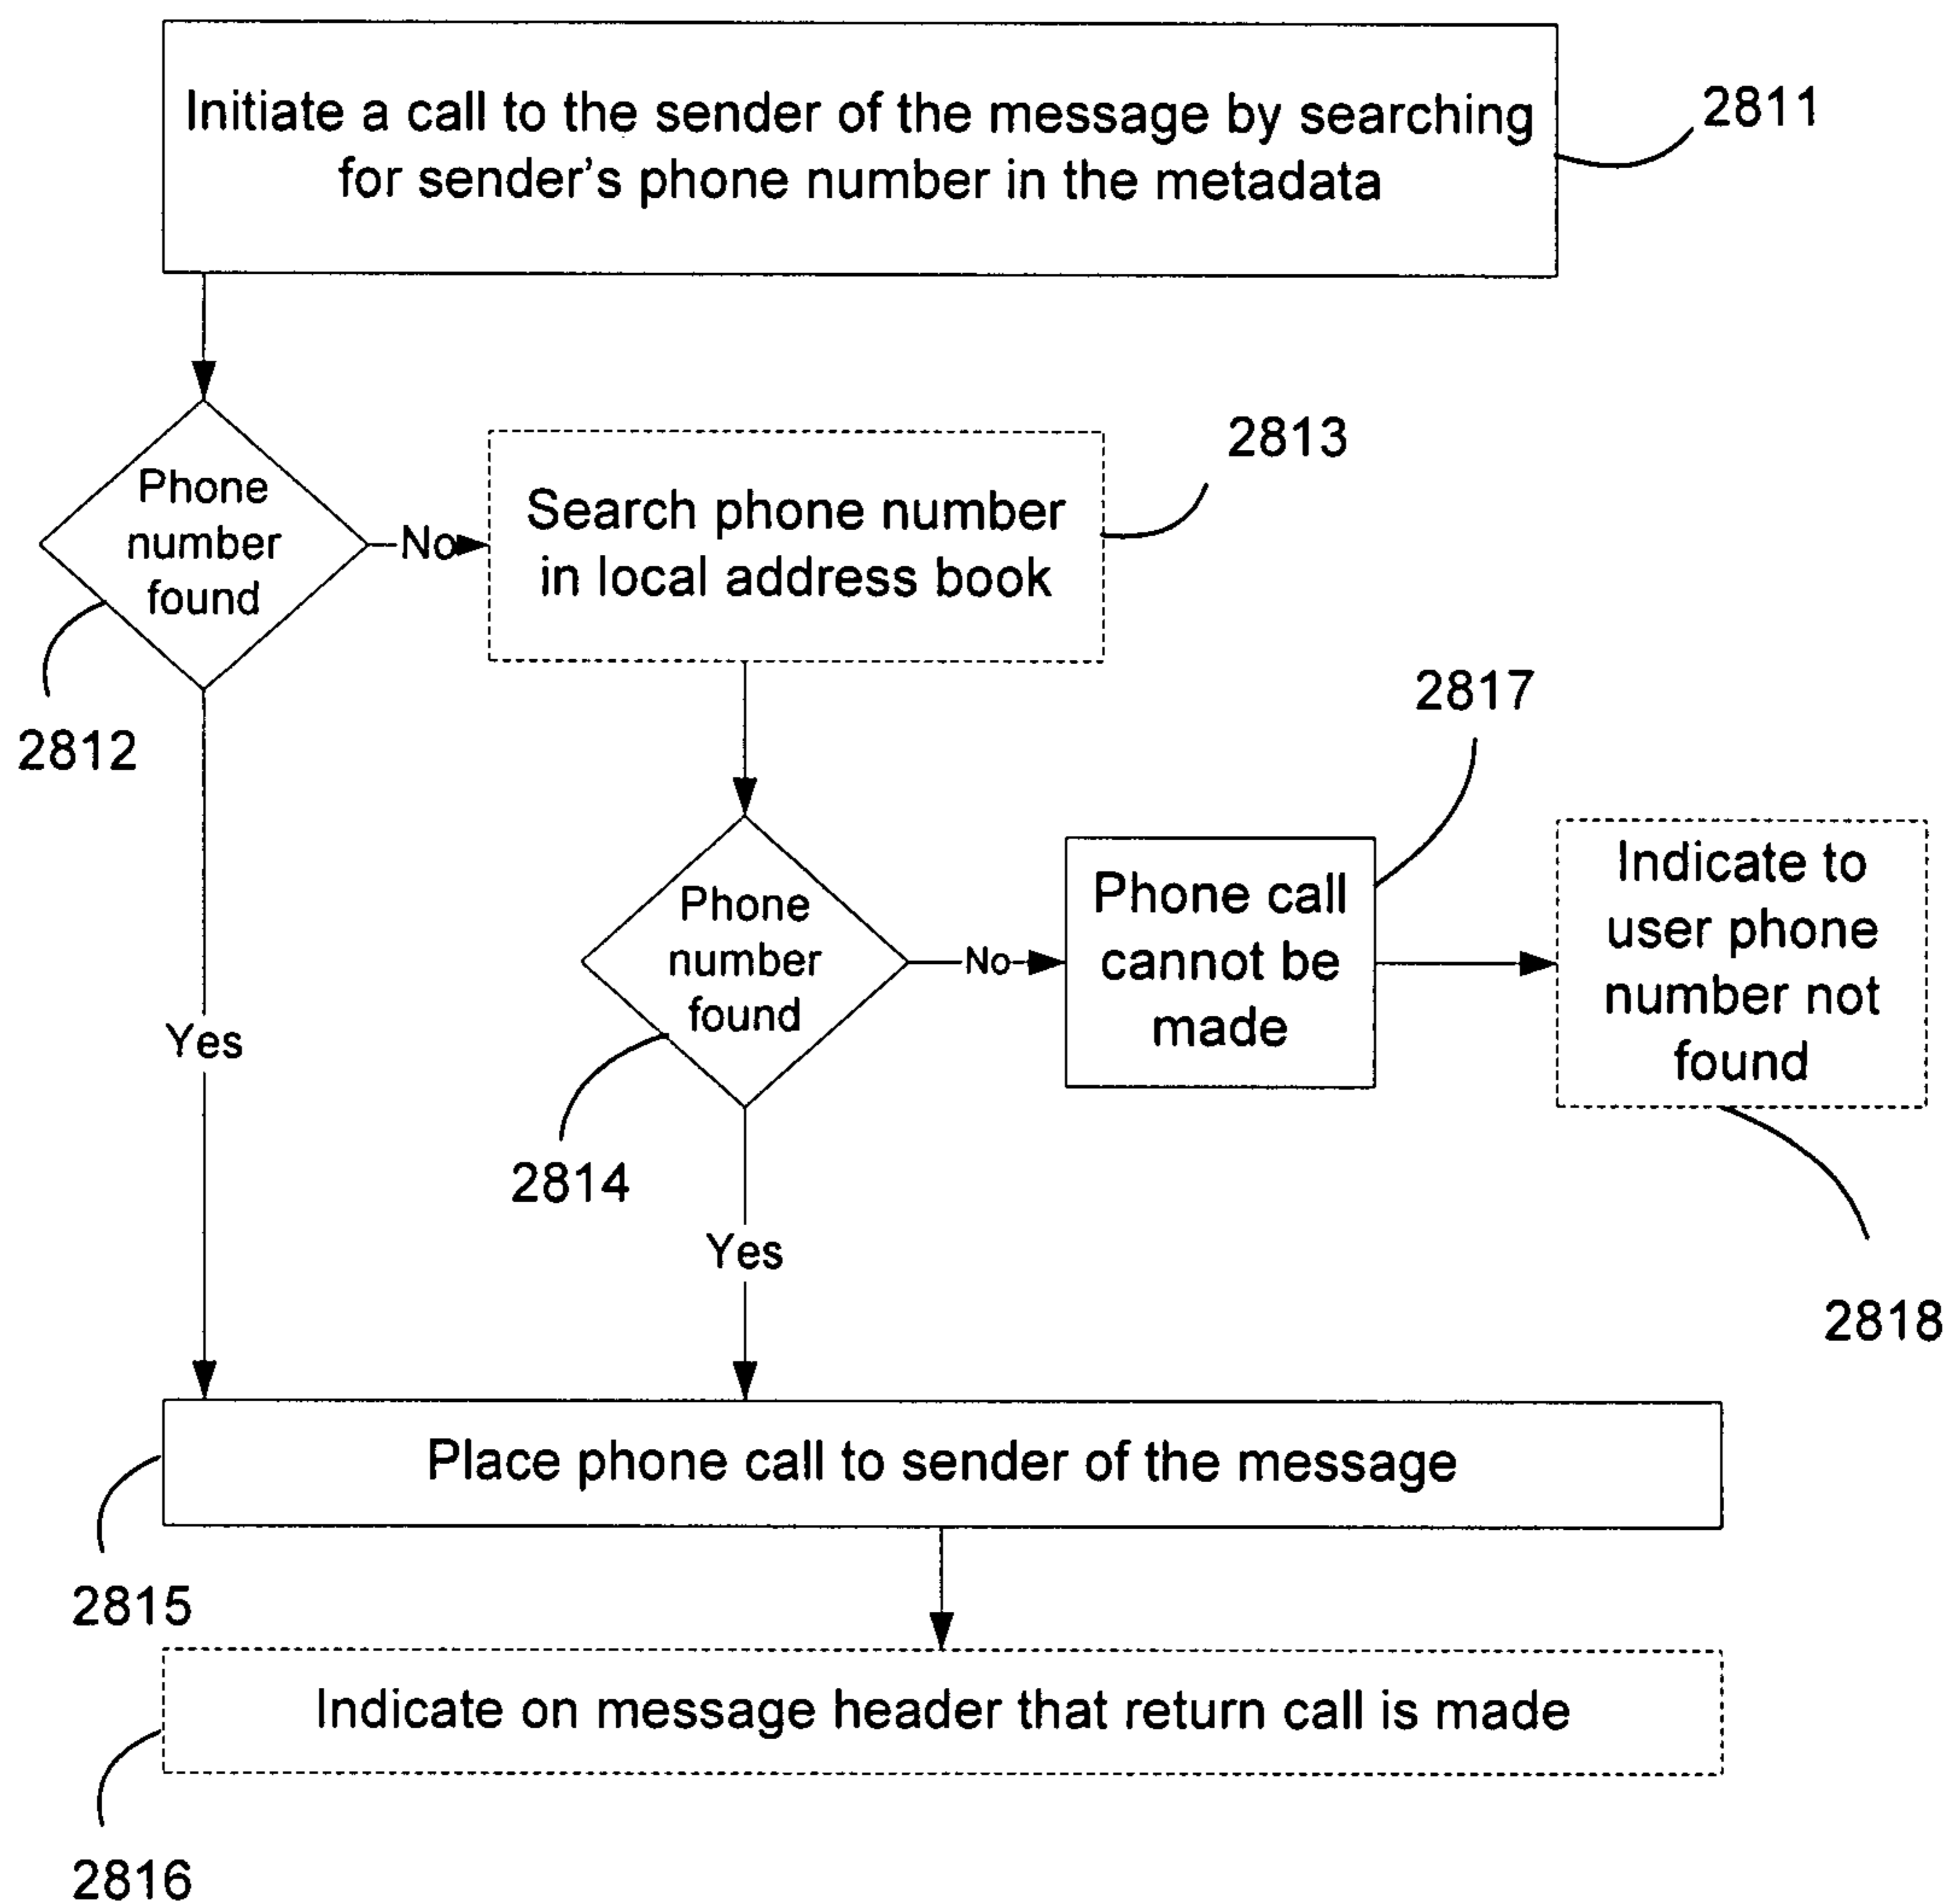 Initiate a call to the sender of the message by searching
for sender's phone number in the metadata
2811
2813
Phone
number
found
No
Search phone number
in local address book
2812
2817
Phone
number
found
No
Phone call
cannot be
made
Indicate to
user phone
number not
found
Yes
2814
Yes
2818
Place phone call to sender of the message
2815
Indicate on message header that return call is made
2816